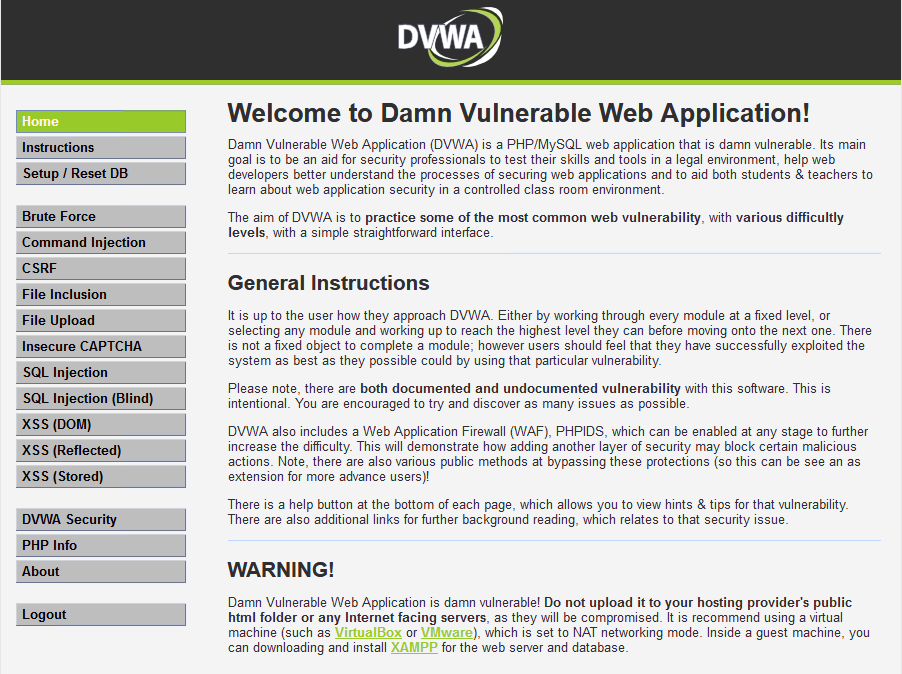 DVWA
Home
Instructions
Setup / Reset DB
Brute Force
Command Injection
CSRF
File Inclusion
File Upload
Insecure CAPTCHA
SQL Injection
SQL Injection (Blind)
XSS (DOM)
XSS (Reflected)
XSS (Stored)
DVWA Security
PHP Info
About
Logout
Welcome to Damn Vulnerable Web Application!
Damn Vulnerable Web Application (DVWA) is a PHP/MySQL web application that is damn vulnerable. Its main
goal is to be an aid for security professionals to test their skills and tools in a legal environment, help web
developers better understand the processes of securing web applications and to aid both students & teachers to
learn about web application security in a controlled class room environment.
The aim of DVWA is to practice some of the most common web vulnerability, with various difficultly
levels, with a simple straightforward interface.
General Instructions
It is up to the user how they approach DVWA. Either by working through every module at a fixed level, or
selecting any module and working up to reach the highest level they can before moving onto the next one. There
is not a fixed object to complete a module; however users should feel that they have successfully exploited the
system as best as they possible could by using that particular vulnerability.
Please note, there are both documented and undocumented vulnerability with this software. This is
intentional. You are encouraged to try and discover as many issues as possible.
DVWA also includes a Web Application Firewall (WAF), PHPIDS, which can be enabled at any stage to further
increase the difficulty. This will demonstrate how adding another layer of security may block certain malicious
actions. Note, there are also various public methods at bypassing these protections (so this can be see an as
extension for more advance users)!
There is a help button at the bottom of each page, which allows you to view hints & tips for that vulnerability.
There are also additional links for further background reading, which relates to that security issue.
WARNING!
Damn Vulnerable Web Application is damn vulnerable! Do not upload it to your hosting provider's public
html folder or any Internet facing servers, as they will be compromised. It is recommend using a virtual
machine (such as VirtualBox or VMware), which is set to NAT networking mode. Inside a guest machine, you
can downloading and install XAMPP for the web server and database.